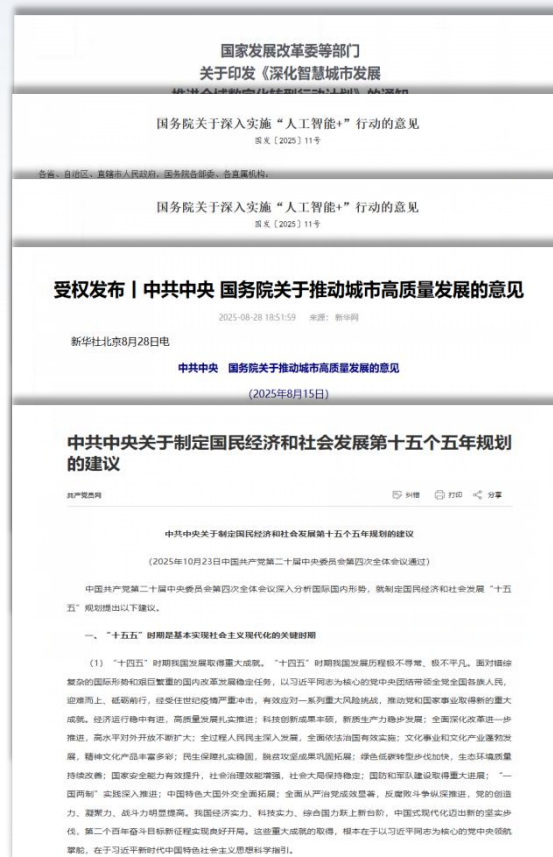 国家发展改革委等部门
关于印发《深化智慧城市发展
推进全域数字化转型行动计划》的通知
国务院关于深入实施“人工智能+”行动的意见
国发〔2025〕11号
各省、自治区、直辖市人民政府，国务院各部委、各直属机构：
国务院关于深入实施“人工智能+”行动的意见
国发〔2025〕11号
受权发布丨中共中央 国务院关于推动城市高质量发展的意见
2025-08-28 18:51:59 来源： 新华网
新华社北京8月28日电
中共中央 国务院关于推动城市高质量发展的意见
（2025年8月15日）
中共中央关于制定国民经济和社会发展第十五个五年规划
的建议
共产党员网 纠错 打印 分享
中共中央关于制定国民经济和社会发展第十五个五年规划的建议
（2025年10月23日中国共产党第二十届中央委员会第四次全体会议通过）
中国共产党第二十届中央委员会第四次全体会议深入分析国际国内形势，就制定国民经济和社会发展“十五
五”规划提出以下建议。
一、“十五五”时期是基本实现社会主义现代化的关键时期
（1）“十四五”时期我国发展取得重大成就。“十四五”时期我国发展历程极不寻常、极不平凡。面对错综
复杂的国际形势和艰巨繁重的国内改革发展稳定任务，以习近平同志为核心的党中央团结带领全党全国各族人民，
迎难而上、砥砺前行，经受住世纪疫情严重冲击，有效应对一系列重大风险挑战，推动党和国家事业取得新的重大
成就。经济运行稳中有进，高质量发展扎实推进；科技创新成果丰硕，新质生产力稳步发展；全面深化改革进一步
推进，高水平对外开放不断扩大；全过程人民民主深入发展，全面依法治国有效实施；文化事业和文化产业蓬勃发
展，精神文化产品丰富多彩；民生保障扎实稳固，脱贫攻坚成果巩固拓展；绿色低碳转型步伐加快，生态环境质量
持续改善；国家安全能力有效提升，社会治理效能增强，社会大局保持稳定；国防和军队建设取得重大进展；“一
国两制”实践深入推进；中国特色大国外交全面拓展；全面从严治党成效显著，反腐败斗争纵深推进，党的创造
力、凝聚力、战斗力明显提高。我国经济实力、科技实力、综合国力跃上新台阶，中国式现代化迈出新的坚实步
伐，第二个百年奋斗目标新征程实现良好开局。这些重大成就的取得，根本在于以习近平同志为核心的党中央领航
掌舵，在于习近平新时代中国特色社会主义思想科学指引。